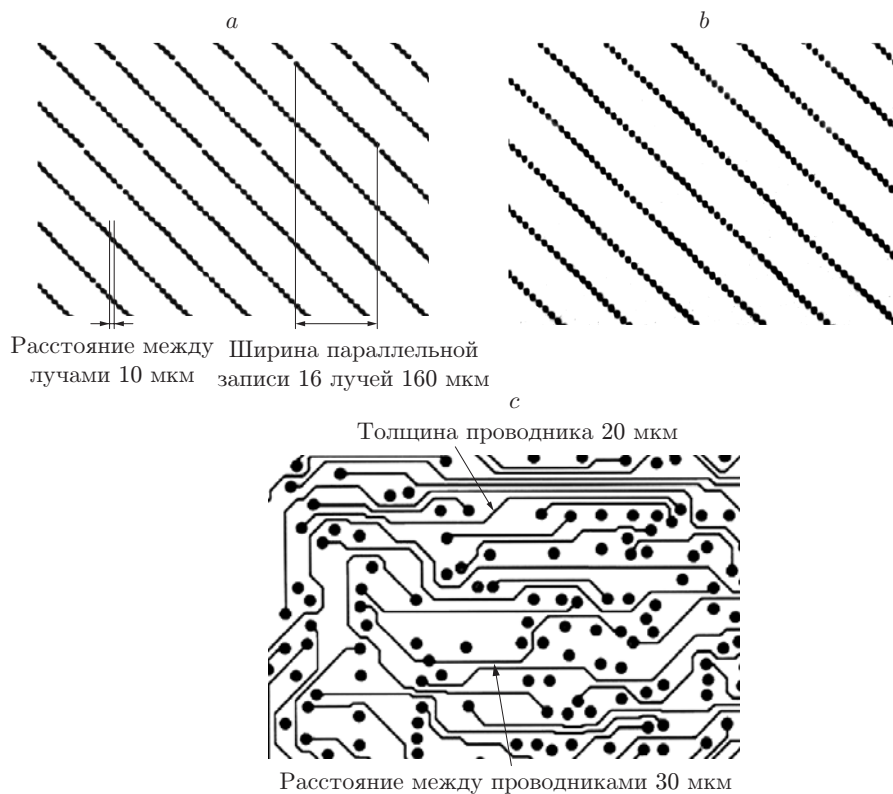 a
b
Расстояние между
лучами 10 мкм
Ширина параллельной
записи 16 лучей 160 мкм
c
Толщина проводника 20 мкм
Расстояние между проводниками 30 мкм